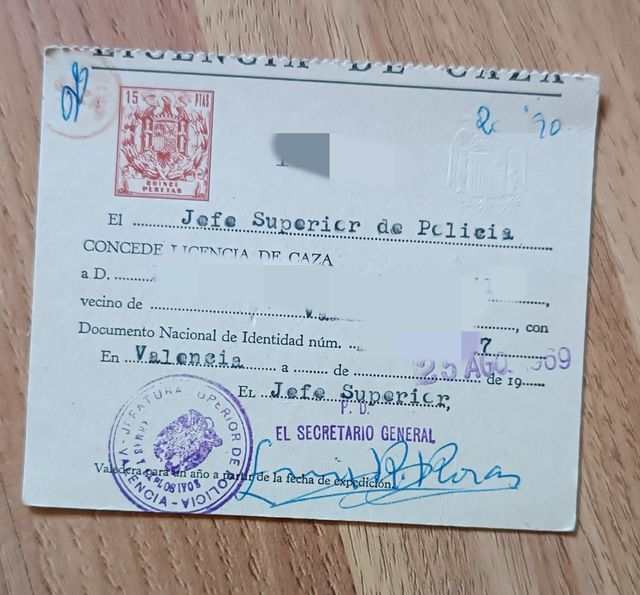 LICENCIA DE CAZA
15 PTAS
QUINCE
PESETAS
El Jefe Superior de Policia
CONCEDE LICENCIA DE CAZA
a D.
vecino de , con
Documento Nacional de Identidad núm. 7
En Valencia a de de 19
25 AGO. 1969
EL Jefe Superior,
P. D.
EL SECRETARIO GENERAL
Valedera para un año a partir de la fecha de expedición.
JEFATURA SUPERIOR DE POLICIA
-VALENCIA-
EXPLOSIVOS